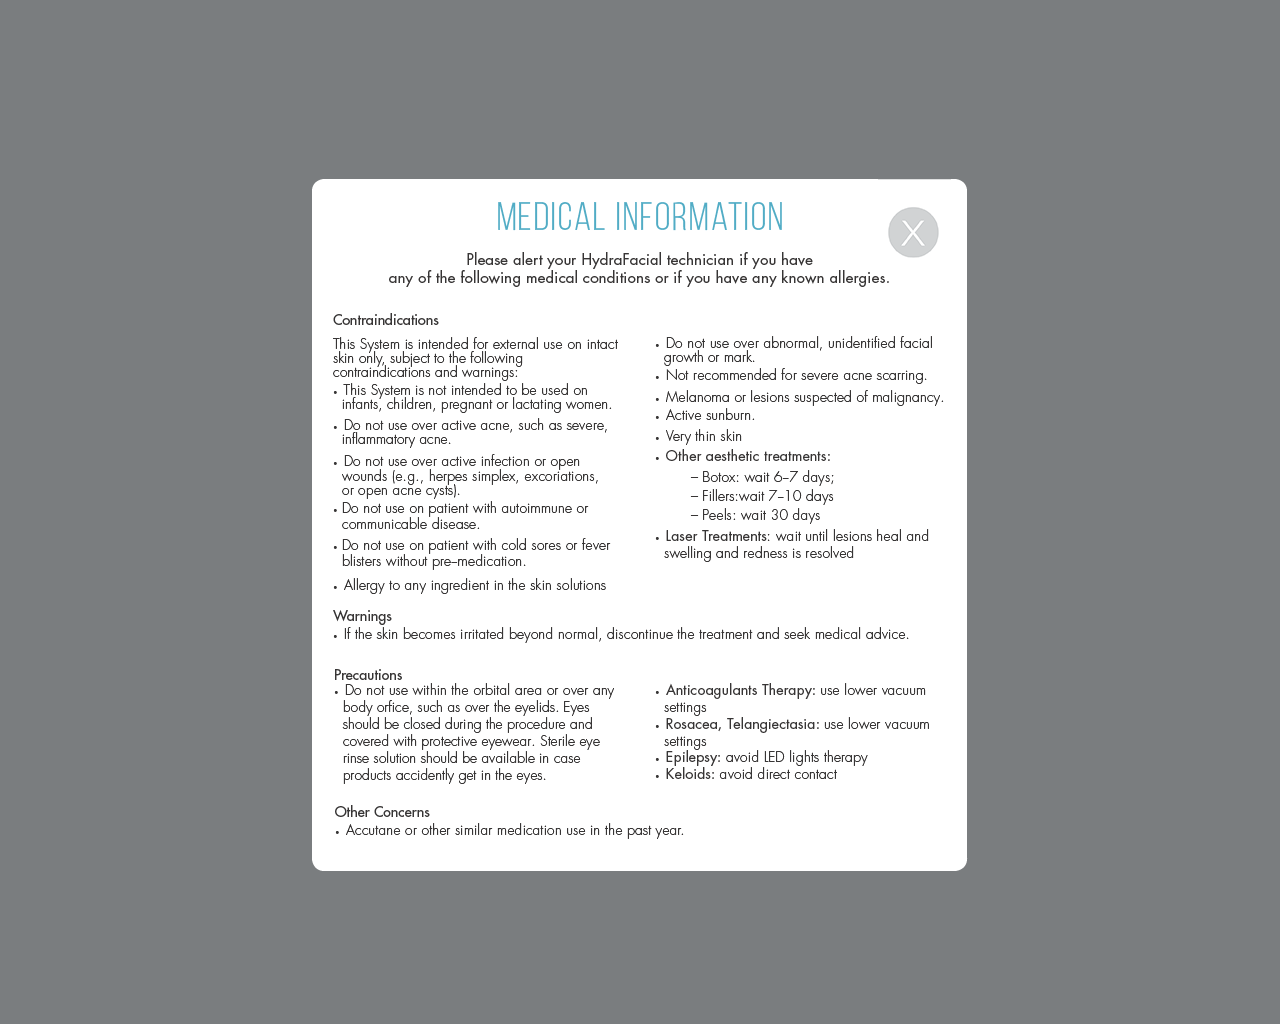 MEDICAL INFORMATION
X
Please alert your HydraFacial technician if you have
any of the following medical conditions or if you have any known allergies.
Contraindications
This System is intended for external use on intact
skin only, subject to the following
contraindications and warnings:
• This System is not intended to be used on
infants, children, pregnant or lactating women.
• Do not use over active acne, such as severe,
inflammatory acne.
• Do not use over active infection or open
wounds (e.g., herpes simplex, excoriations,
or open acne cysts).
• Do not use on patient with autoimmune or
communicable disease.
• Do not use on patient with cold sores or fever
blisters without pre–medication.
• Allergy to any ingredient in the skin solutions
• Do not use over abnormal, unidentified facial
growth or mark.
• Not recommended for severe acne scarring.
• Melanoma or lesions suspected of malignancy.
• Active sunburn.
• Very thin skin
• Other aesthetic treatments:
– Botox: wait 6–7 days;
– Fillers:wait 7–10 days
– Peels: wait 30 days
• Laser Treatments: wait until lesions heal and
swelling and redness is resolved
Warnings
• If the skin becomes irritated beyond normal, discontinue the treatment and seek medical advice.
Precautions
• Do not use within the orbital area or over any
body orfice, such as over the eyelids. Eyes
should be closed during the procedure and
covered with protective eyewear. Sterile eye
rinse solution should be available in case
products accidently get in the eyes.
• Anticoagulants Therapy: use lower vacuum
settings
• Rosacea, Telangiectasia: use lower vacuum
settings
• Epilepsy: avoid LED lights therapy
• Keloids: avoid direct contact
Other Concerns
• Accutane or other similar medication use in the past year.